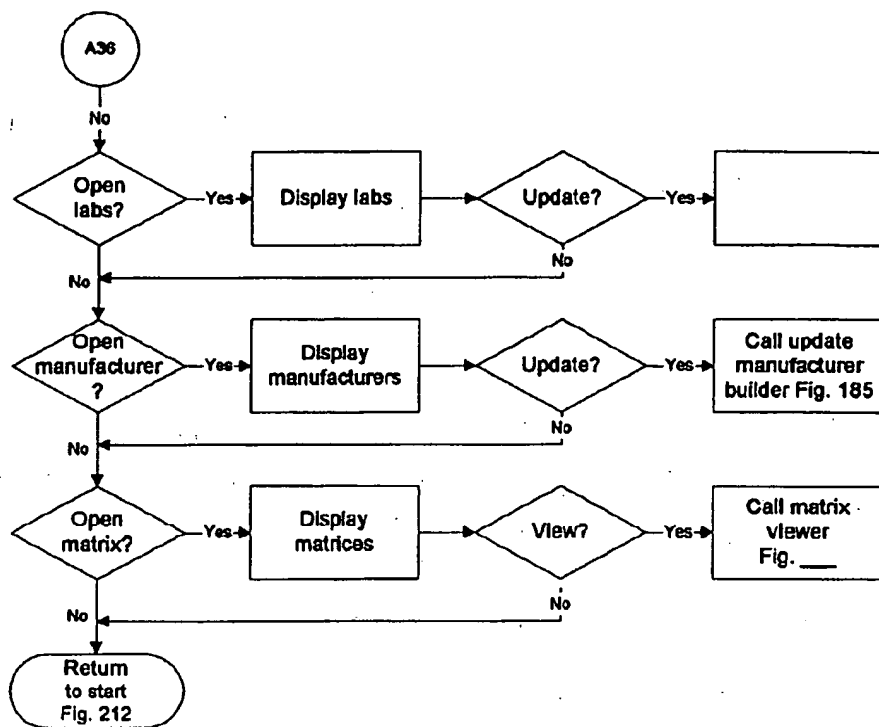 A36
No
Open
labs?
Yes
Display labs
Update?
Yes
No
No
Open
manufacturer
?
Yes
Display
manufacturers
Update?
Yes
Call update
manufacturer
builder Fig. 185
No
No
Open
matrix?
Yes
Display
matrices
View?
Yes
Call matrix
viewer
Fig. ___
No
No
Return
to start
Fig. 212